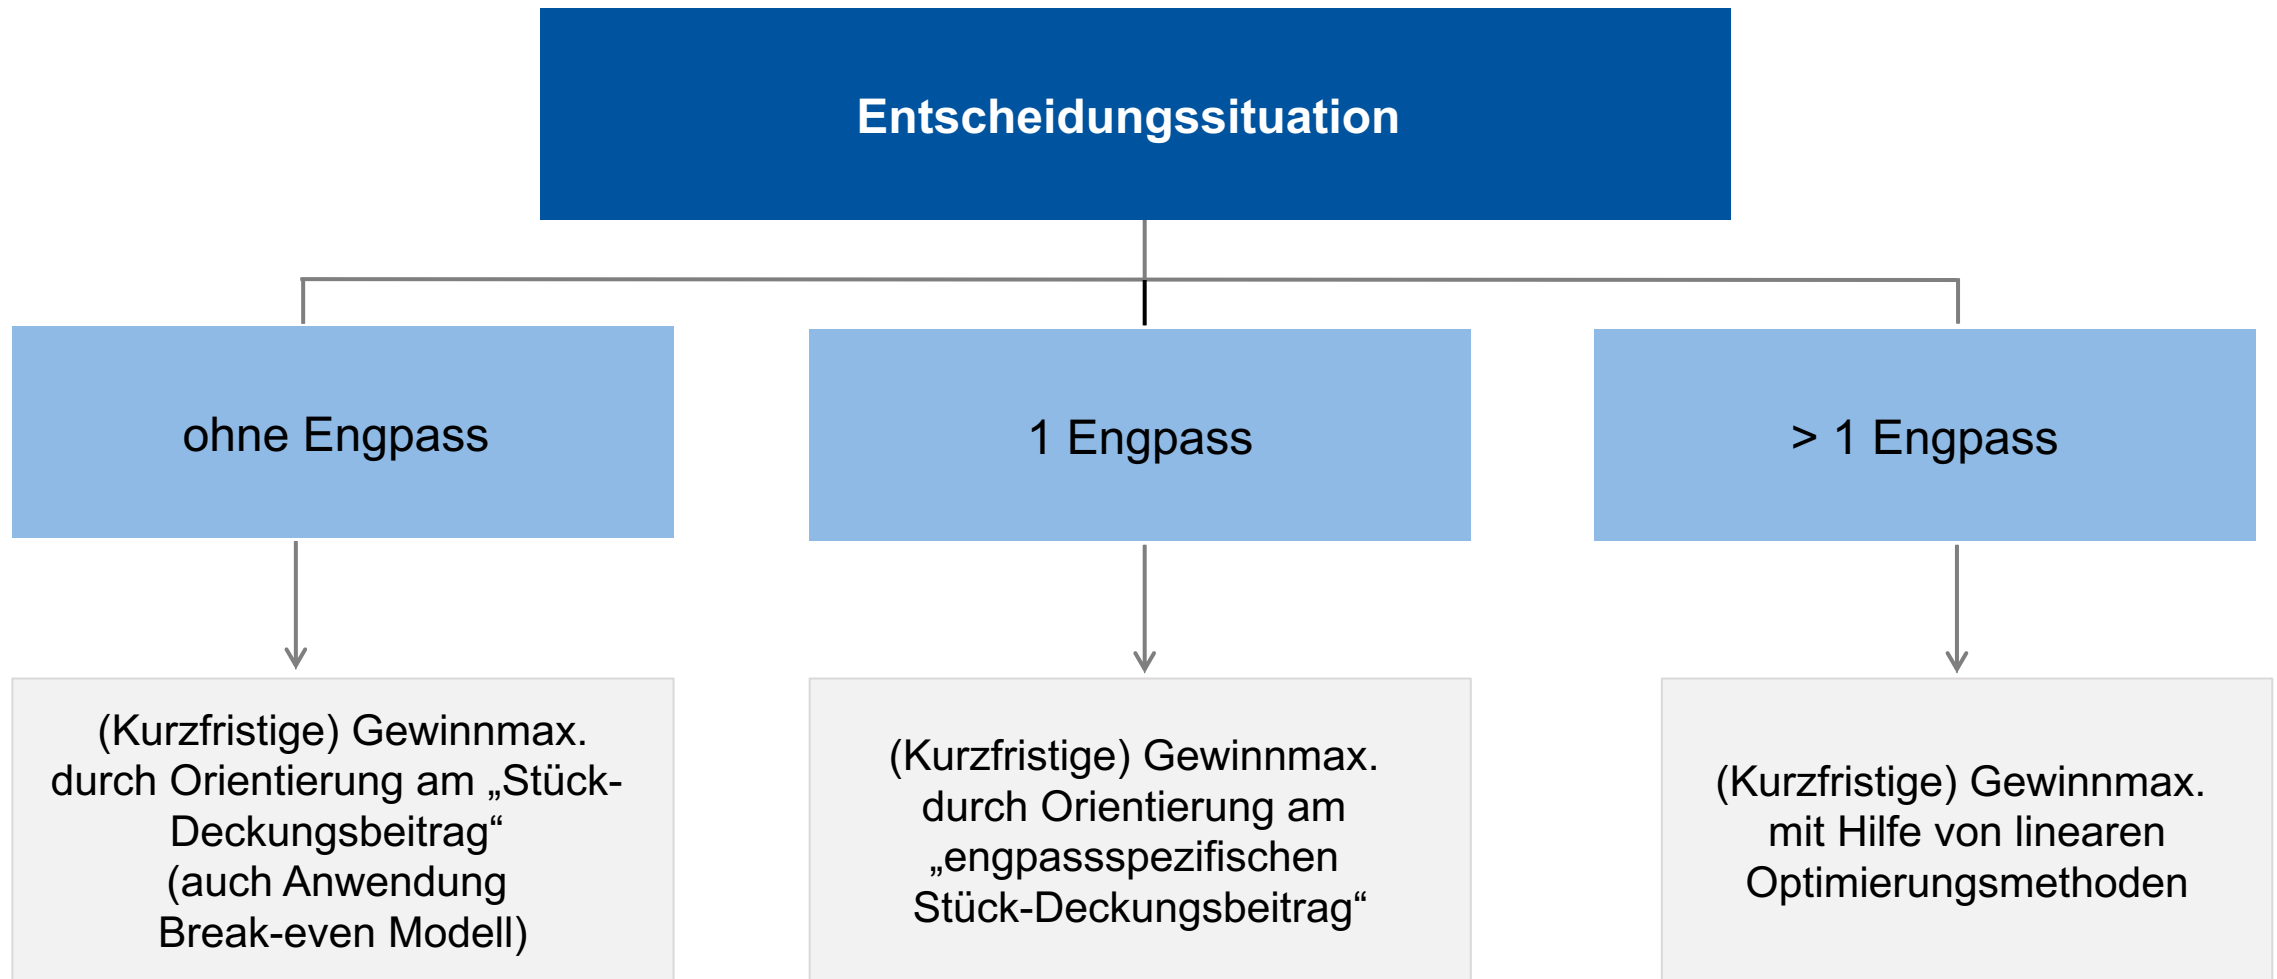 Entscheidungssituation
ohne Engpass
1 Engpass
> 1 Engpass
(Kurzfristige) Gewinnmax.
durch Orientierung am „Stück-
Deckungsbeitrag“
(auch Anwendung
Break-even Modell)
(Kurzfristige) Gewinnmax.
durch Orientierung am
„engpassspezifischen
Stück-Deckungsbeitrag“
(Kurzfristige) Gewinnmax.
mit Hilfe von linearen
Optimierungsmethoden